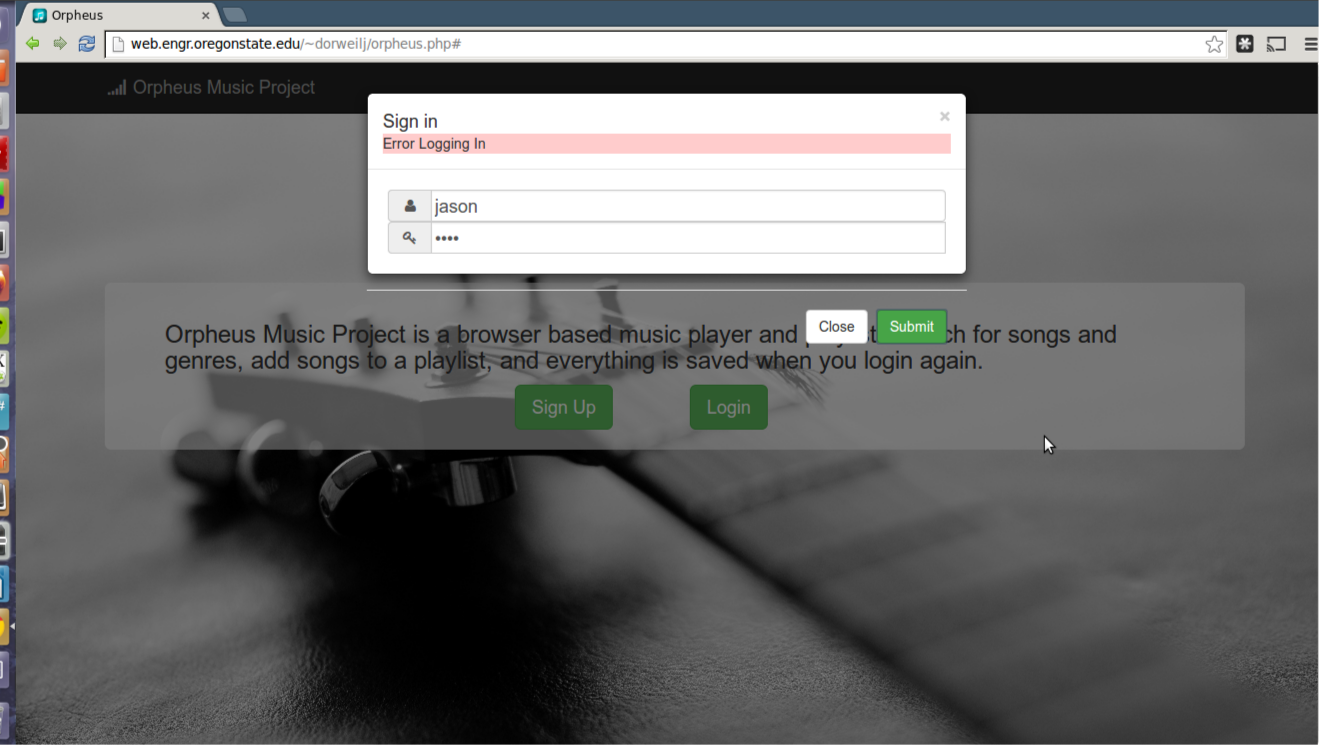 Orpheus
web.engr.oregonstate.edu/~dorweilj/orpheus.php#
Orpheus Music Project
Sign in
×
Error Logging In
jason
••••
Close
Submit
Orpheus Music Project is a browser based music player and for songs and
genres, add songs to a playlist, and everything is saved when you login again.
Sign Up
Login